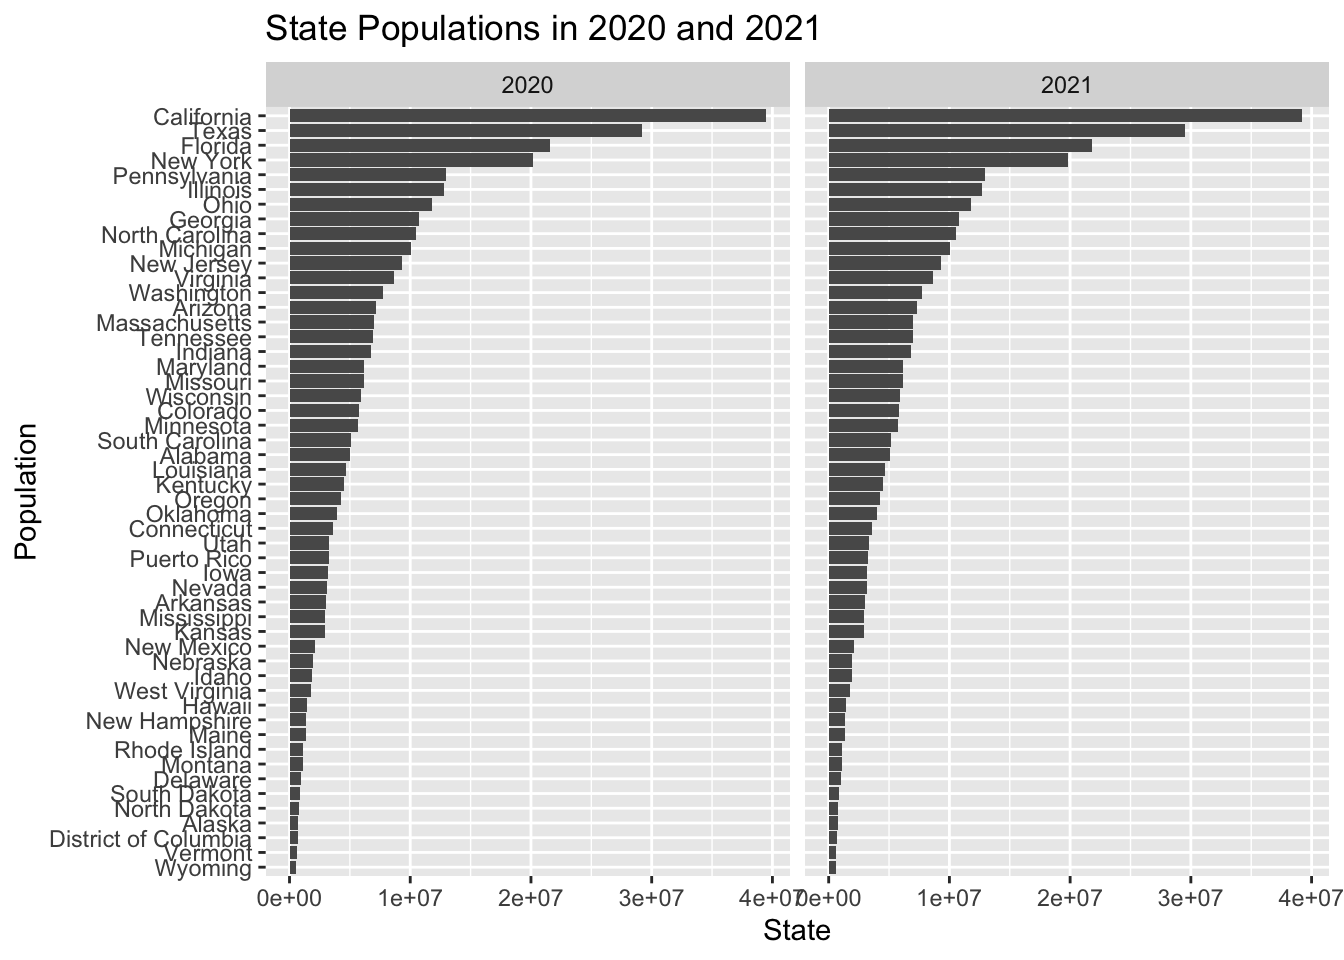 State Populations in 2020 and 2021
2020 2021
California
Texas
Florida
New York
Pennsylvania
Illinois
Ohio
Georgia
North Carolina
Michigan
New Jersey
Virginia
Washington
Arizona
Massachusetts
Tennessee
Indiana
Maryland
Missouri
Wisconsin
Colorado
Minnesota
South Carolina
Alabama
Louisiana
Kentucky
Oregon
Oklahoma
Connecticut
Utah
Puerto Rico
Iowa
Nevada
Arkansas
Mississippi
Kansas
New Mexico
Nebraska
Idaho
West Virginia
Hawaii
New Hampshire
Maine
Rhode Island
Montana
Delaware
South Dakota
North Dakota
Alaska
District of Columbia
Vermont
Wyoming
Population
0e+00 1e+07 2e+07 3e+07 4e+07 0e+00 1e+07 2e+07 3e+07 4e+07
State